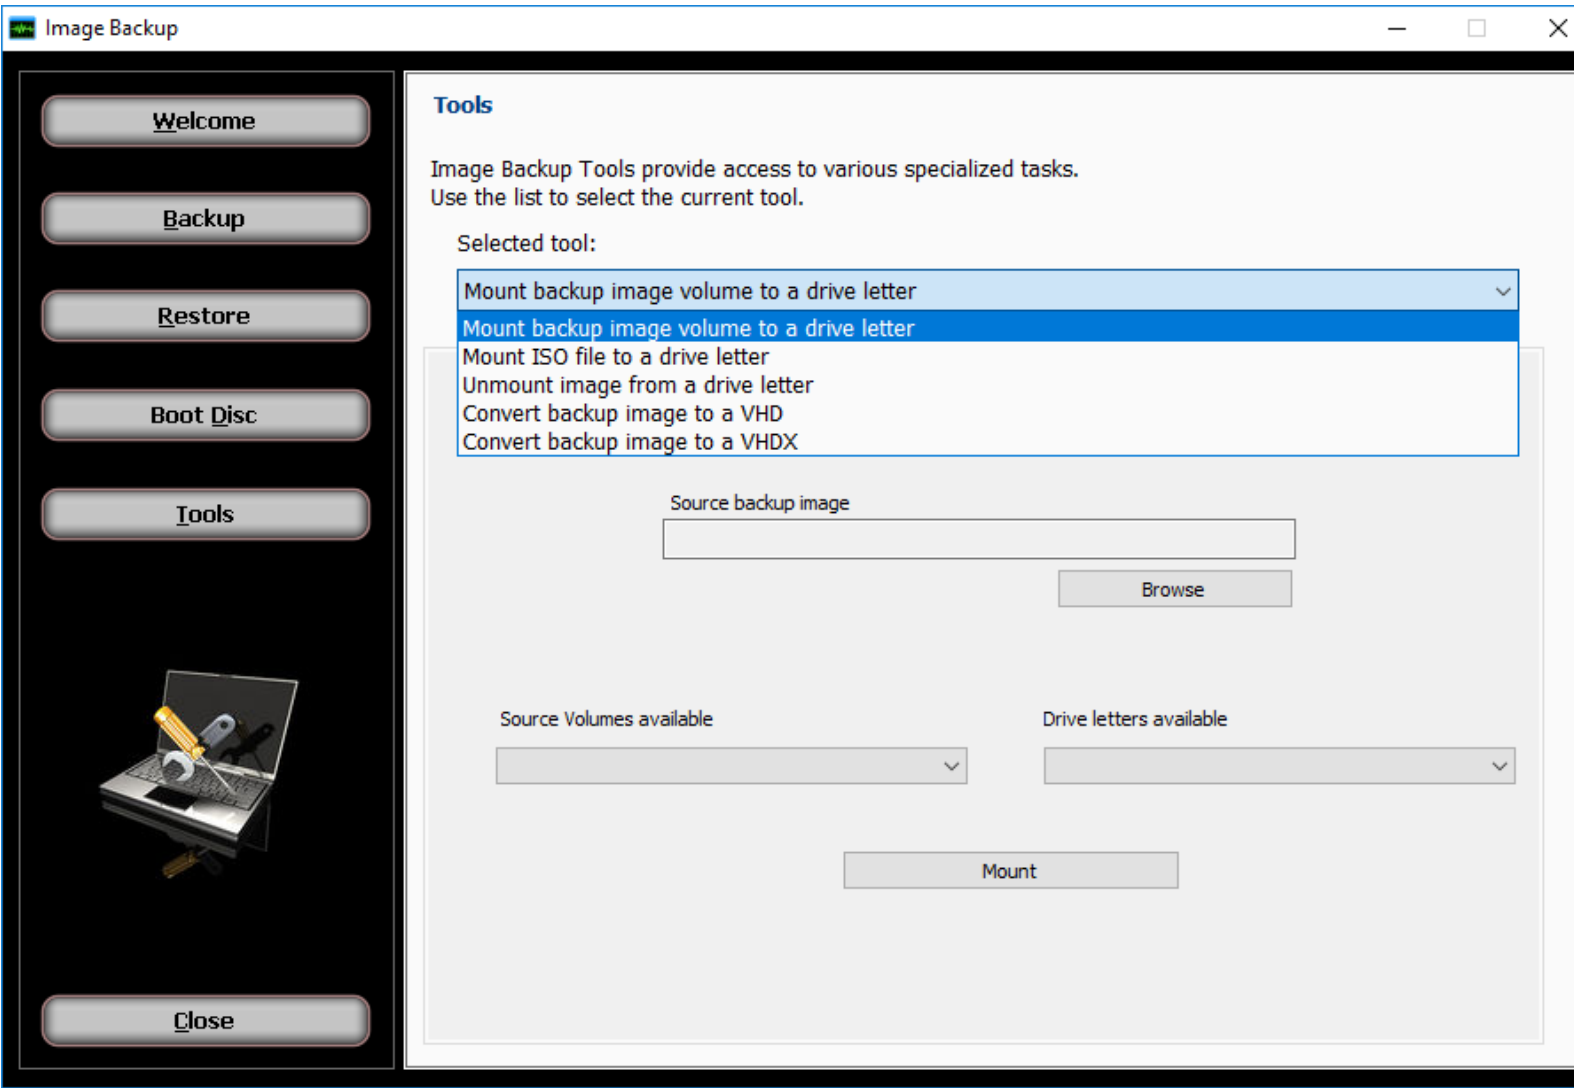 Image Backup
Welcome
Backup
Restore
Boot Disc
Tools
Close
Tools
Image Backup Tools provide access to various specialized tasks.
Use the list to select the current tool.
Selected tool:
Mount backup image volume to a drive letter
Mount backup image volume to a drive letter
Mount ISO file to a drive letter
Unmount image from a drive letter
Convert backup image to a VHD
Convert backup image to a VHDX
Source backup image
Browse
Source Volumes available
Drive letters available
Mount